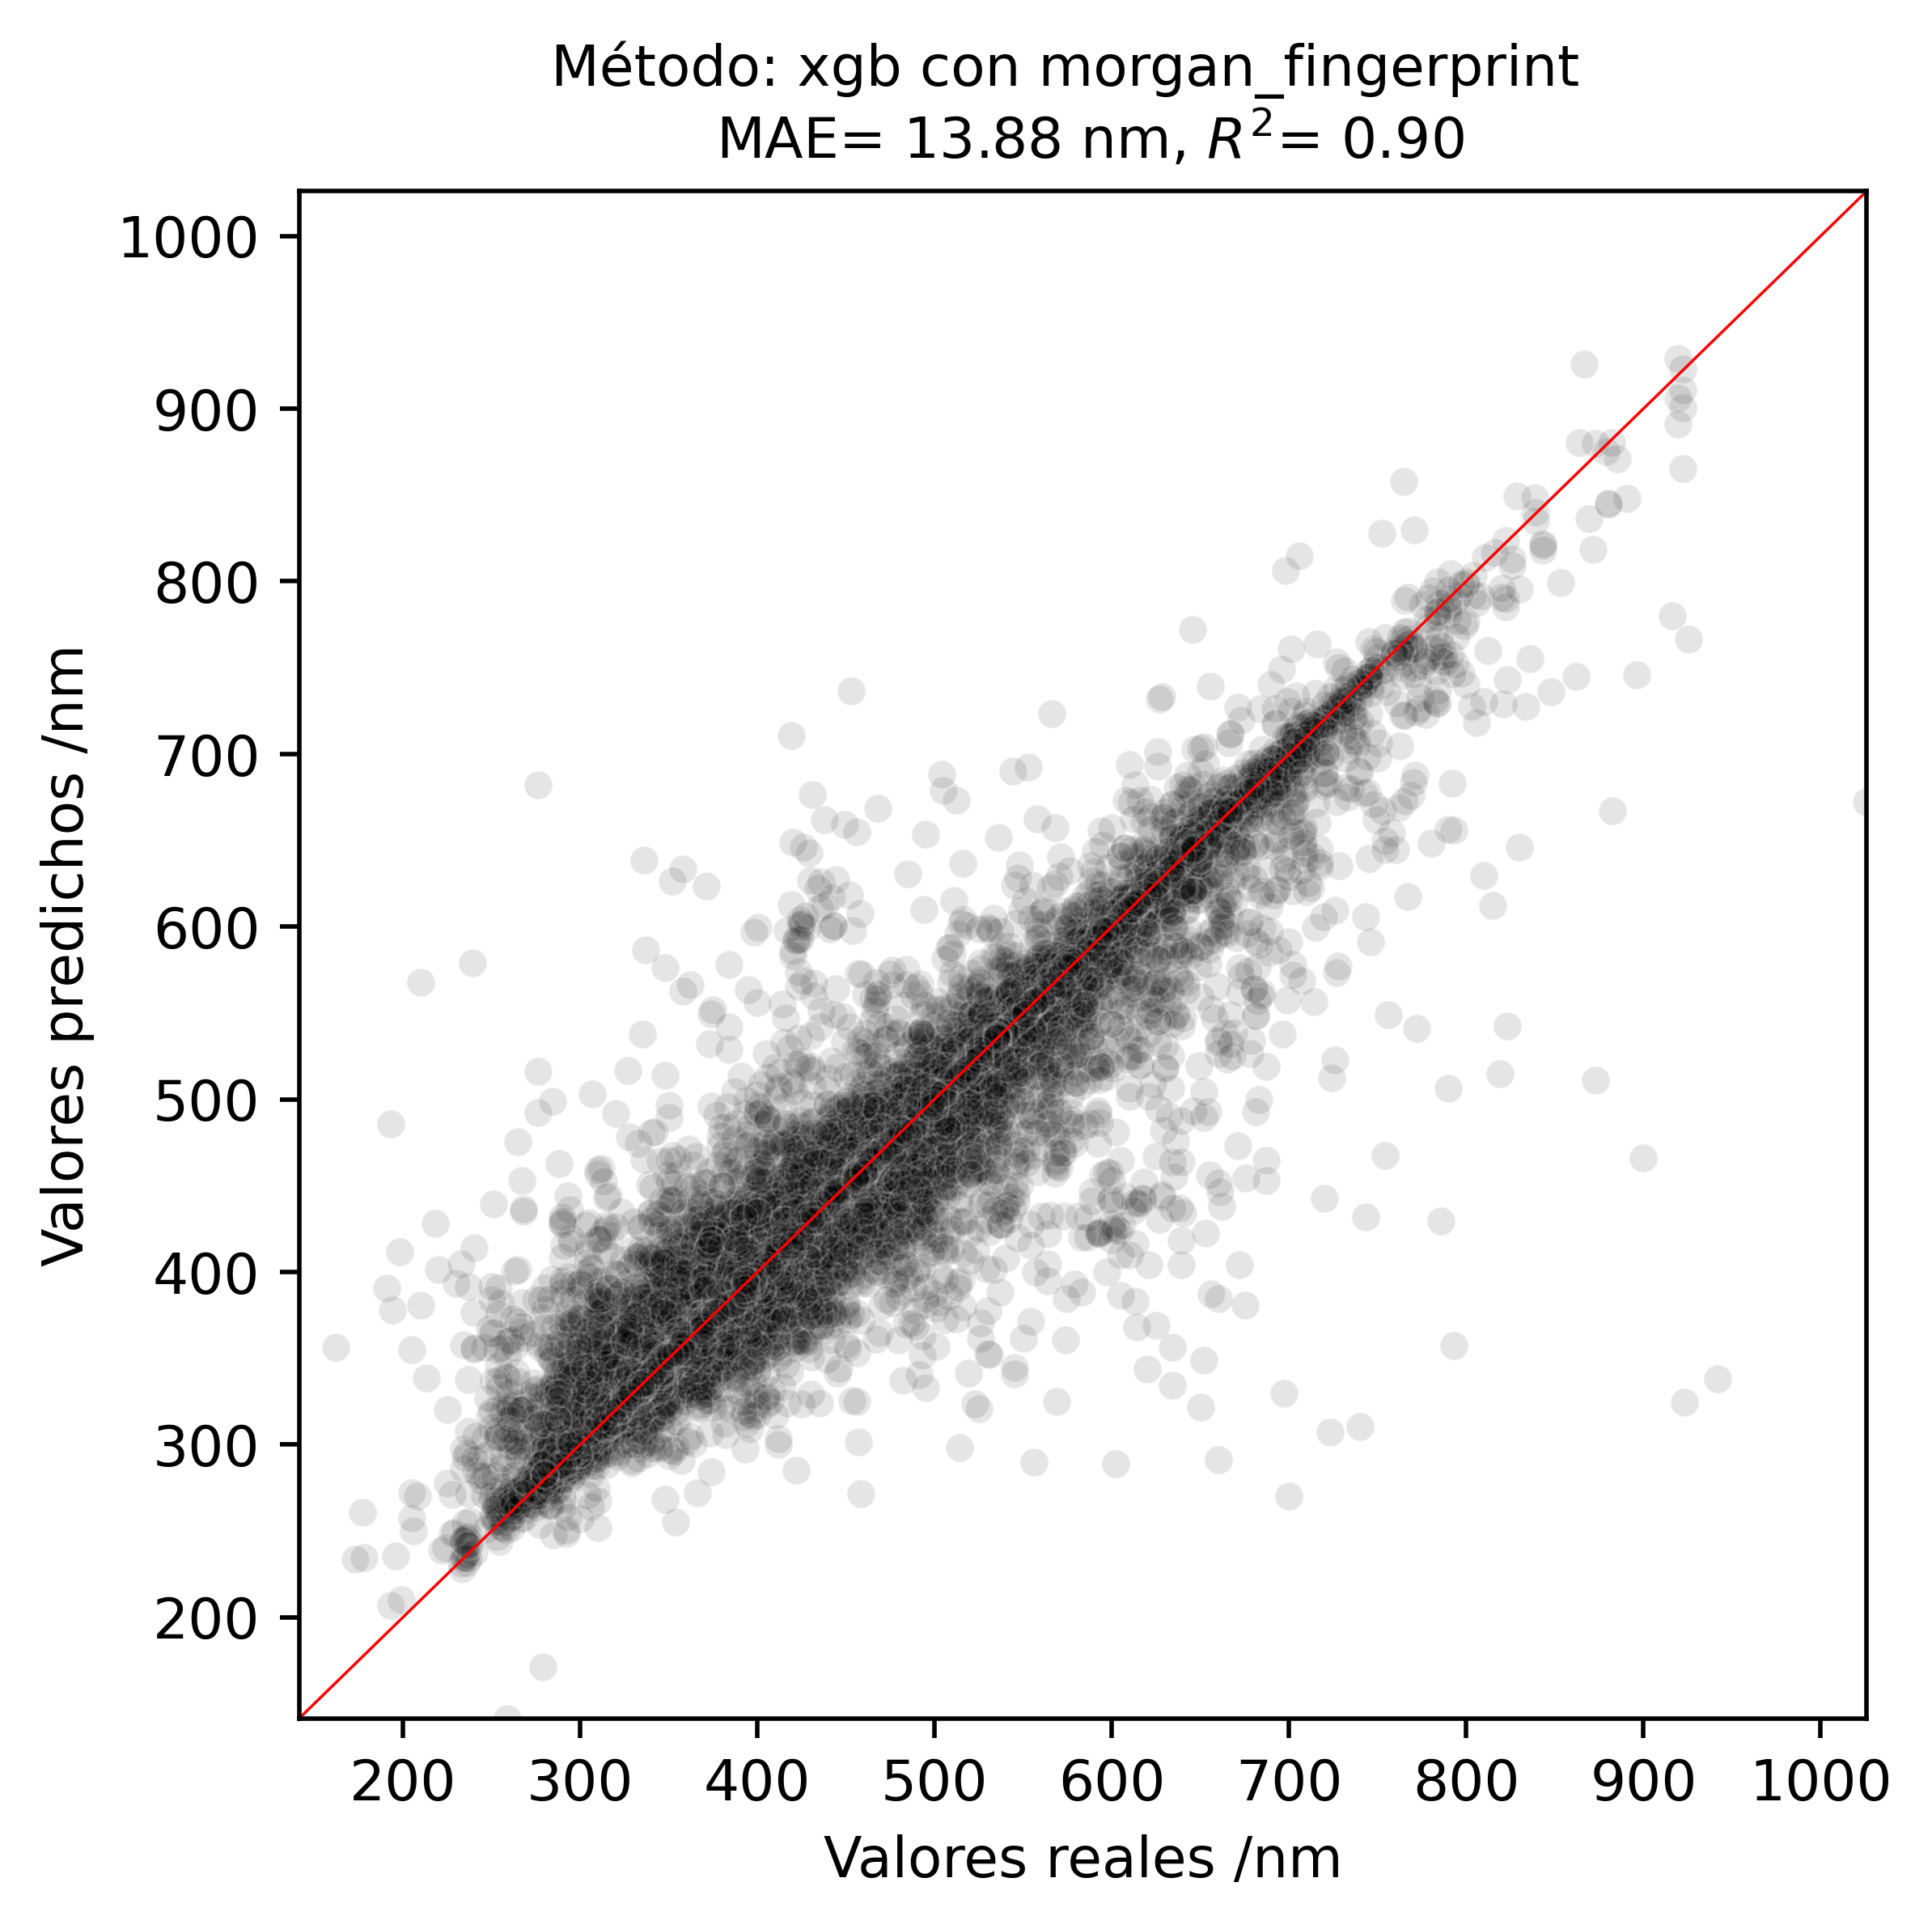 Método: xgb con morgan_fingerprint
MAE= 13.88 nm, R²= 0.90
1000
900
800
700
600
500
400
300
200
Valores predichos /nm
200 300 400 500 600 700 800 900 1000
Valores reales /nm